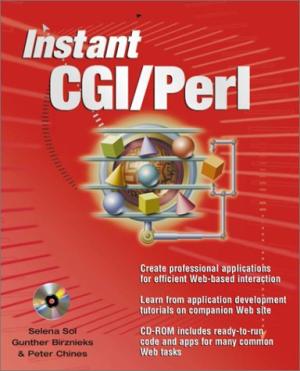 Instant
CGI/Perl
Create professional applications
for efficient Web-based interaction
Learn from application development
tutorials on companion Web site
CD-ROM includes ready-to-run
code and apps for many common
Web tasks
Selena Sol
Gunther Birznieks
& Peter Chines